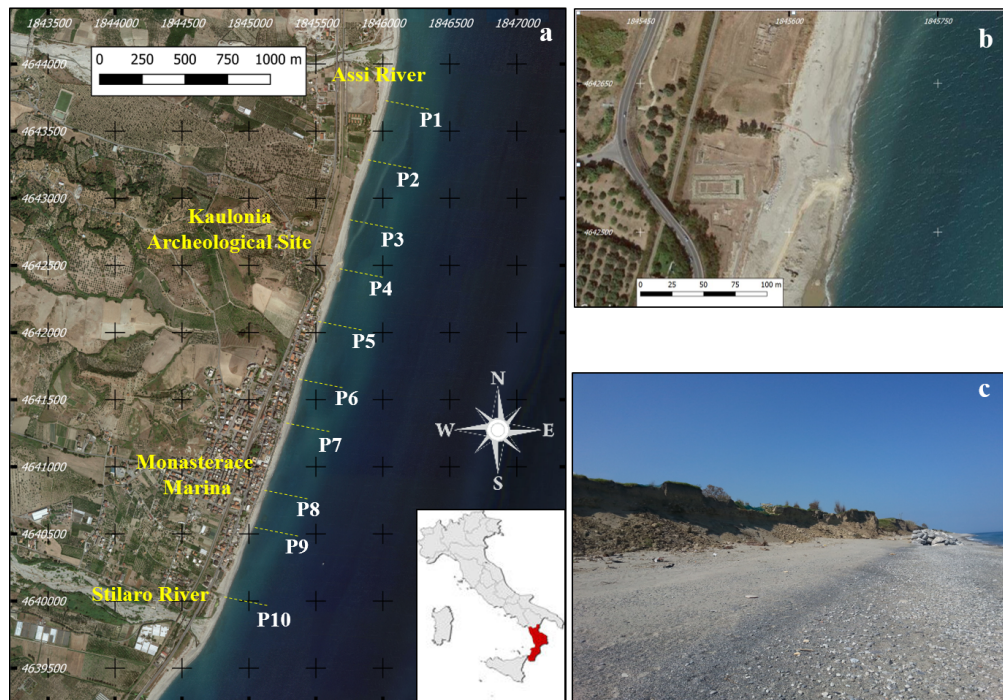 1843500 1844000 1844500 1845000 1845500 1846000 1846500 1847000
a
0 250 500 750 1000 m
4644000
Assi River
P1
4643500
P2
4643000
Kaulonia
Archeological Site
P3
4642500
P4
4642000
P5
4641500
P6
P7
N
W E
S
4641000
Monasterace
Marina
P8
4640500
P9
Stilaro River
4640000
P10
4639500
1845450 1845600 1845750
b
4642650
4642500
0 25 50 75 100 m
c